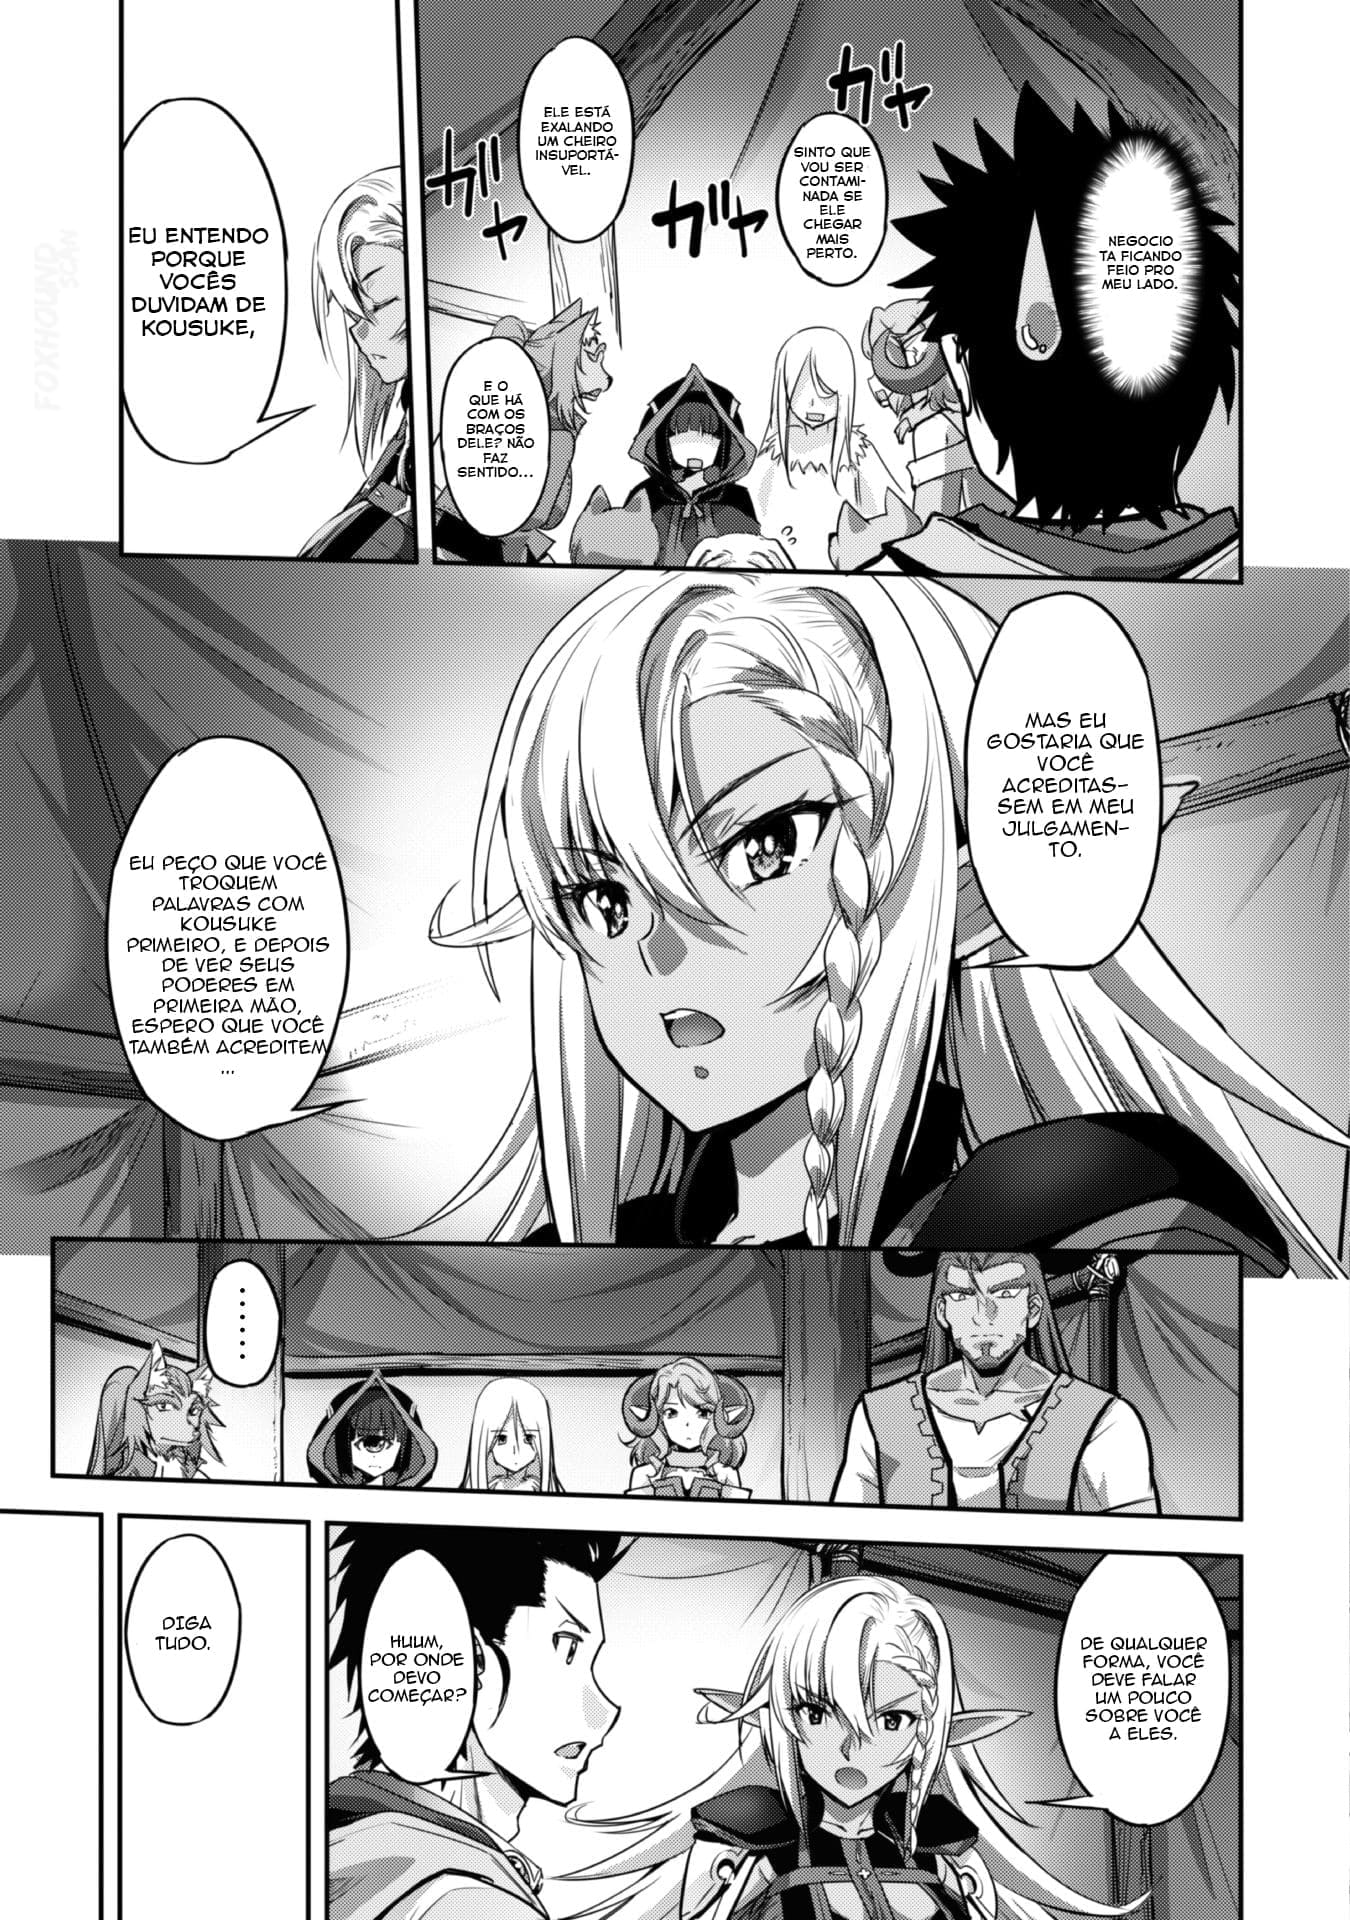 NEGOCIO
TA FICANDO
FEIO PRO
MEU LADO.
SINTO QUE
VOU SER
CONTAMI-
NADA SE
ELE
CHEGAR
MAIS
PERTO.
ガヤ
ELE ESTÁ
EXALANDO
UM CHEIRO
INSUPORTÁ-
VEL.
ガヤ
ガヤ
E O
QUE HÁ
COM OS
BRAÇOS
DELE? NÃO
FAZ
SENTIDO...
EU ENTENDO
PORQUE
VOCÊS
DUVIDAM DE
KOUSUKE,
FOXHOUND
SCAN
MAS EU
GOSTARIA QUE
VOCÊ
ACREDITAS-
SEM EM MEU
JULGAMEN-
TO.
EU PEÇO QUE VOCÊ
TROQUEM
PALAVRAS COM
KOUSUKE
PRIMEIRO, E DEPOIS
DE VER SEUS
PODERES EM
PRIMEIRA MÃO,
ESPERO QUE VOCÊ
TAMBÉM ACREDITEM
...
......
DE QUALQUER
FORMA, VOCÊ
DEVE FALAR
UM POUCO
SOBRE VOCÊ
A ELES.
HUUM,
POR ONDE
DEVO
COMEÇAR?
DIGA
TUDO.